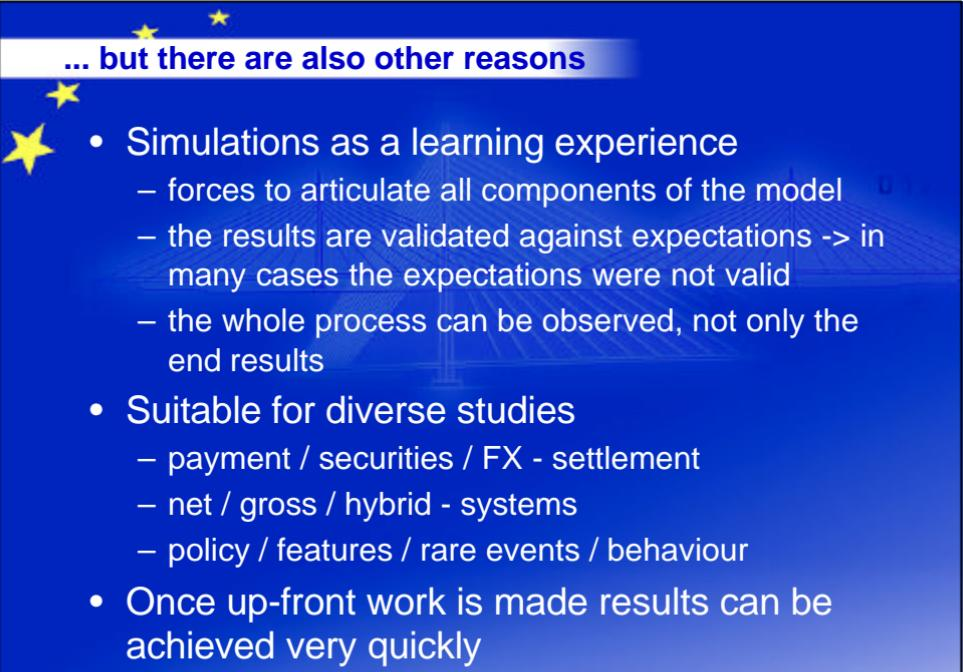 ... but there are also other reasons
• Simulations as a learning experience
– forces to articulate all components of the model
– the results are validated against expectations -> in
many cases the expectations were not valid
– the whole process can be observed, not only the
end results
• Suitable for diverse studies
– payment / securities / FX - settlement
– net / gross / hybrid - systems
– policy / features / rare events / behaviour
• Once up-front work is made results can be
achieved very quickly